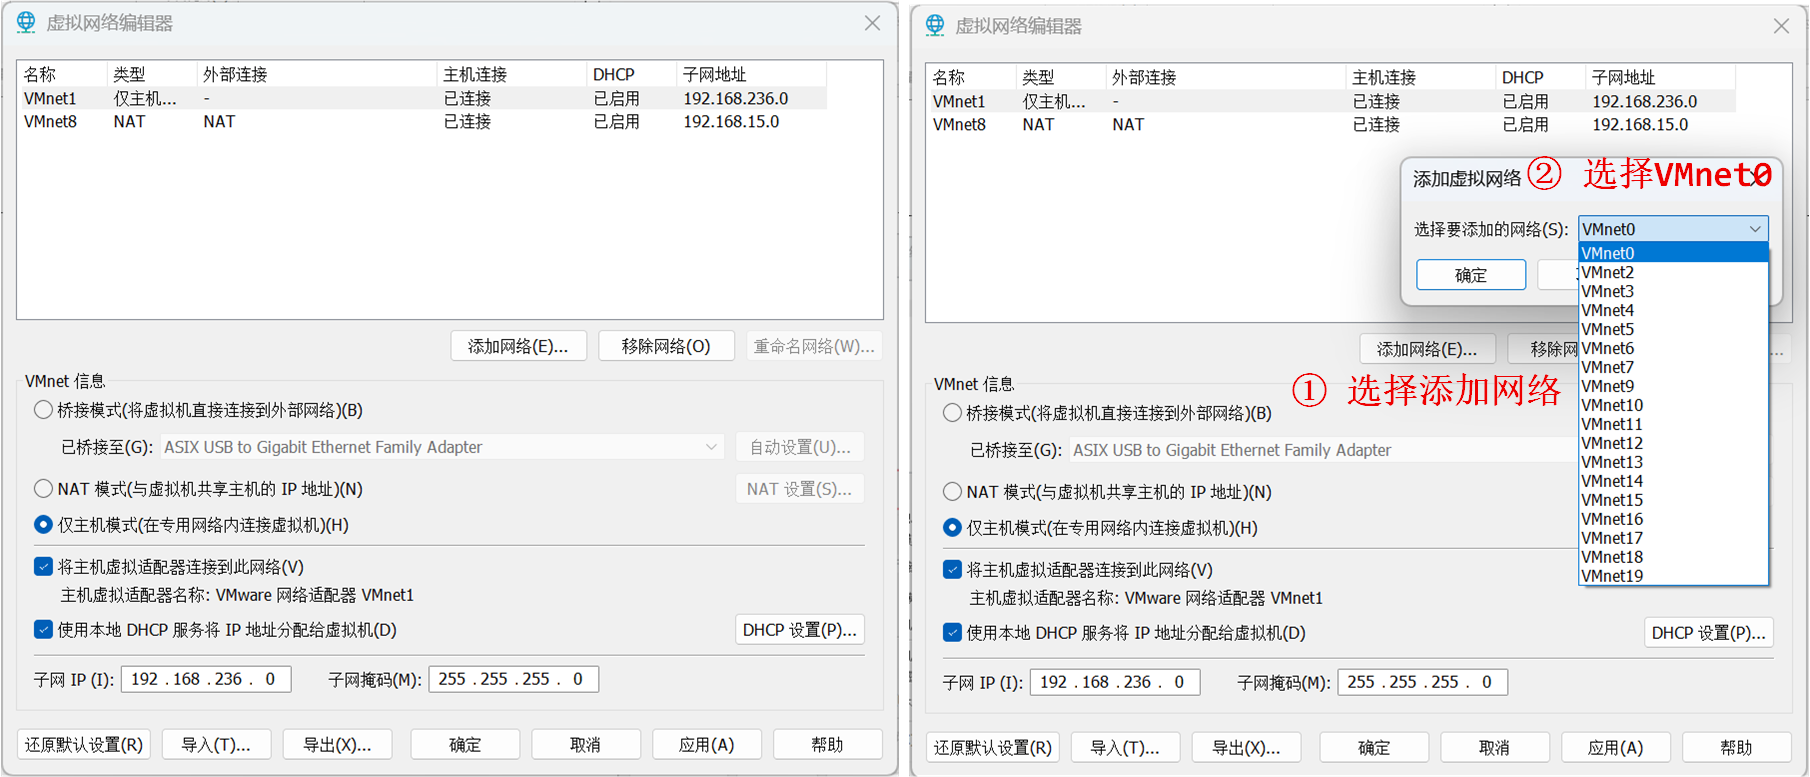 虚拟网络编辑器
名称 类型 外部连接 主机连接 DHCP 子网地址
VMnet1 仅主机... - 已连接 已启用 192.168.236.0
VMnet8 NAT NAT 已连接 已启用 192.168.15.0
添加网络(E)... 移除网络(O) 重命名网络(W)...
VMnet 信息
桥接模式(将虚拟机直接连接到外部网络)(B)
已桥接至(G): ASIX USB to Gigabit Ethernet Family Adapter 自动设置(U)...
NAT 模式(与虚拟机共享主机的 IP 地址)(N) NAT 设置(S)...
仅主机模式(在专用网络内连接虚拟机)(H)
将主机虚拟适配器连接到此网络(V)
主机虚拟适配器名称: VMware 网络适配器 VMnet1
使用本地 DHCP 服务将 IP 地址分配给虚拟机(D) DHCP 设置(P)...
子网 IP (I): 192 . 168 . 236 . 0 子网掩码(M): 255 . 255 . 255 . 0
还原默认设置(R) 导入(T)... 导出(X)... 确定 取消 应用(A) 帮助
虚拟网络编辑器
名称 类型 外部连接 主机连接 DHCP 子网地址
VMnet1 仅主机... - 已连接 已启用 192.168.236.0
VMnet8 NAT NAT 已连接 已启用 192.168.15.0
添加虚拟网络 ② 选择VMnet0
选择要添加的网络(S): VMnet0
确定
VMnet0
VMnet2
VMnet3
VMnet4
VMnet5
VMnet6
VMnet7
VMnet9
VMnet10
VMnet11
VMnet12
VMnet13
VMnet14
VMnet15
VMnet16
VMnet17
VMnet18
VMnet19
添加网络(E)... 移除网 ...
① 选择添加网络
VMnet 信息
桥接模式(将虚拟机直接连接到外部网络)(B)
已桥接至(G): ASIX USB to Gigabit Ethernet Family Adapter
NAT 模式(与虚拟机共享主机的 IP 地址)(N)
仅主机模式(在专用网络内连接虚拟机)(H)
将主机虚拟适配器连接到此网络(V)
主机虚拟适配器名称: VMware 网络适配器 VMnet1
使用本地 DHCP 服务将 IP 地址分配给虚拟机(D) DHCP 设置(P)...
子网 IP (I): 192 . 168 . 236 . 0 子网掩码(M): 255 . 255 . 255 . 0
还原默认设置(R) 导入(T)... 导出(X)... 确定 取消 应用(A) 帮助